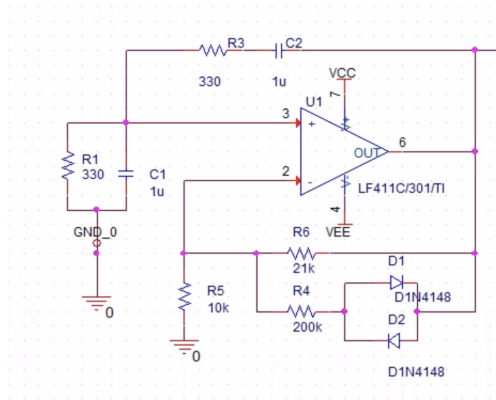 R3
C2
330
1u
VCC
7
U1
3
+
R1
330
C1
1u
V+
OUT
6
2
-
V-
LF411C/301/TI
4
VEE
GND_0
0
R6
21k
R5
10k
0
R4
200k
D1
D1N4148
D2
D1N4148